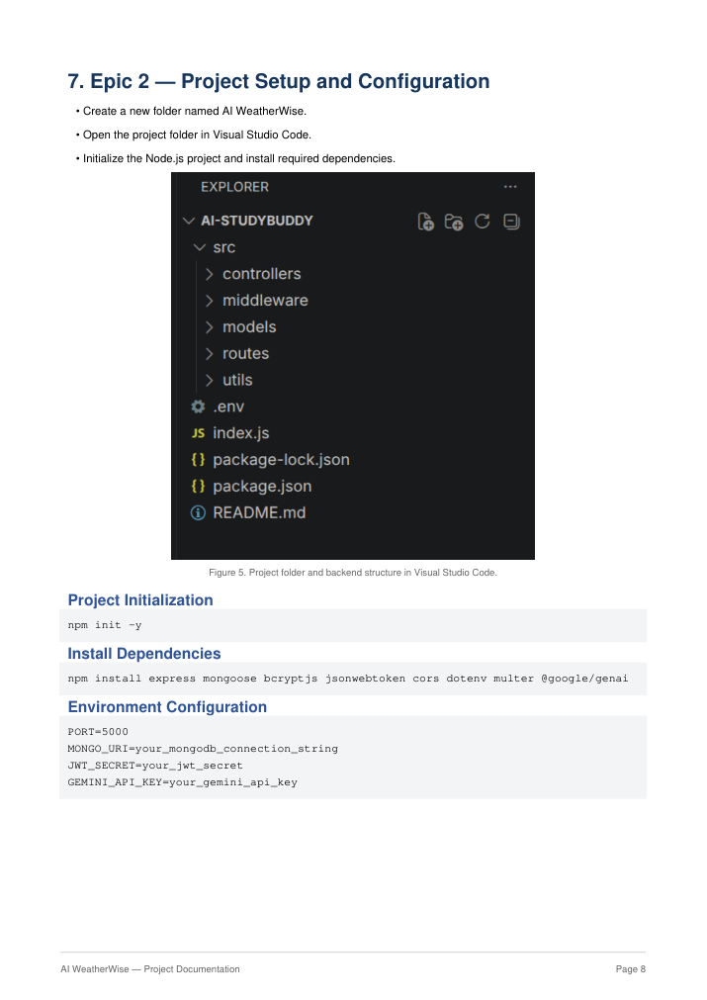 7. Epic 2 — Project Setup and Configuration
• Create a new folder named AI WeatherWise.
• Open the project folder in Visual Studio Code.
• Initialize the Node.js project and install required dependencies.
EXPLORER
AI-STUDYBUDDY
src
controllers
middleware
models
routes
utils
.env
JS index.js
{ } package-lock.json
{ } package.json
README.md
Figure 5. Project folder and backend structure in Visual Studio Code.
Project Initialization
npm init -y
Install Dependencies
npm install express mongoose bcryptjs jsonwebtoken cors dotenv multer @google/genai
Environment Configuration
PORT=5000
MONGO_URI=your_mongodb_connection_string
JWT_SECRET=your_jwt_secret
GEMINI_API_KEY=your_gemini_api_key
AI WeatherWise — Project Documentation
Page 8